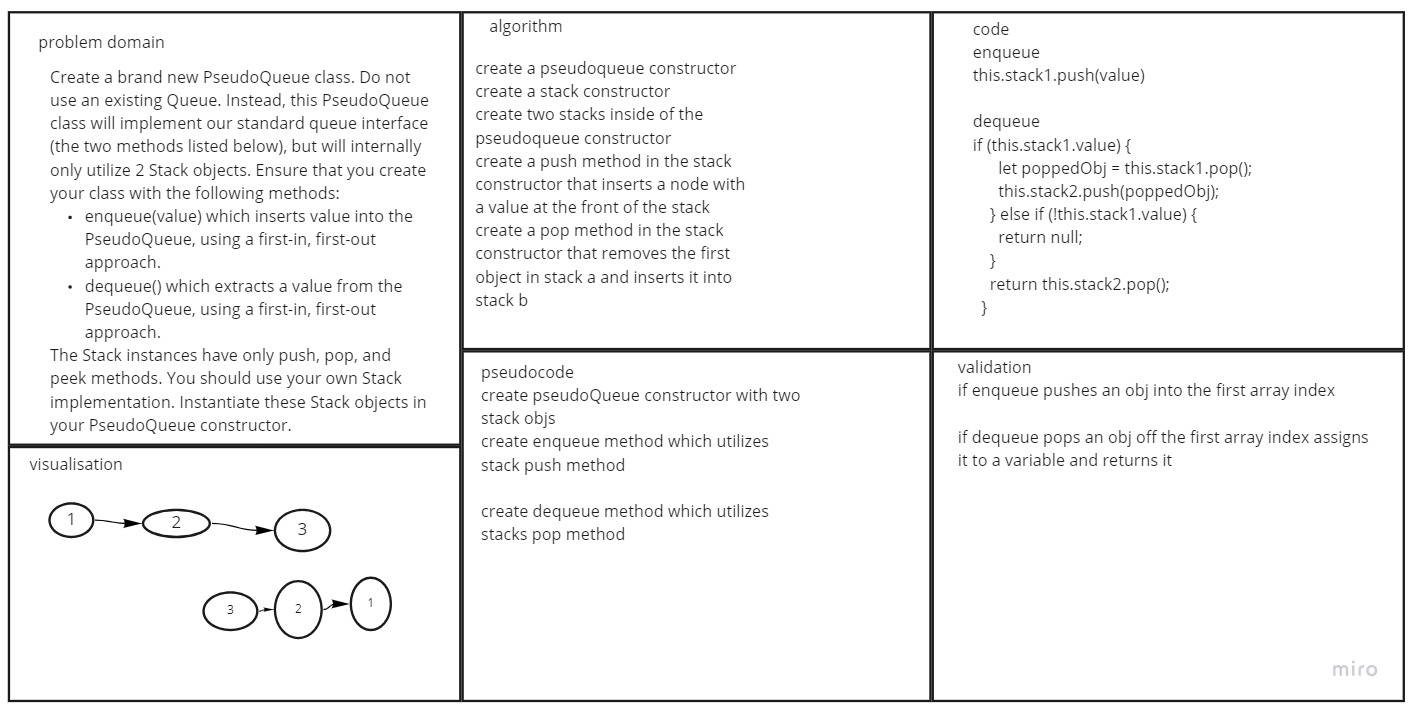 problem domain
Create a brand new PseudoQueue class. Do not
use an existing Queue. Instead, this PseudoQueue
class will implement our standard queue interface
(the two methods listed below), but will internally
only utilize 2 Stack objects. Ensure that you create
your class with the following methods:
• enqueue(value) which inserts value into the
PseudoQueue, using a first-in, first-out
approach.
• dequeue() which extracts a value from the
PseudoQueue, using a first-in, first-out
approach.
The Stack instances have only push, pop, and
peek methods. You should use your own Stack
implementation. Instantiate these Stack objects in
your PseudoQueue constructor.
visualisation
1 2 3
3 2 1
algorithm
create a pseudoqueue constructor
create a stack constructor
create two stacks inside of the
pseudoqueue constructor
create a push method in the stack
constructor that inserts a node with
a value at the front of the stack
create a pop method in the stack
constructor that removes the first
object in stack a and inserts it into
stack b
pseudocode
create pseudoQueue constructor with two
stack objs
create enqueue method which utilizes
stack push method
create dequeue method which utilizes
stacks pop method
code
enqueue
this.stack1.push(value)
dequeue
if (this.stack1.value) {
let poppedObj = this.stack1.pop();
this.stack2.push(poppedObj);
} else if (!this.stack1.value) {
return null;
}
return this.stack2.pop();
}
validation
if enqueue pushes an obj into the first array index
if dequeue pops an obj off the first array index assigns
it to a variable and returns it
miro